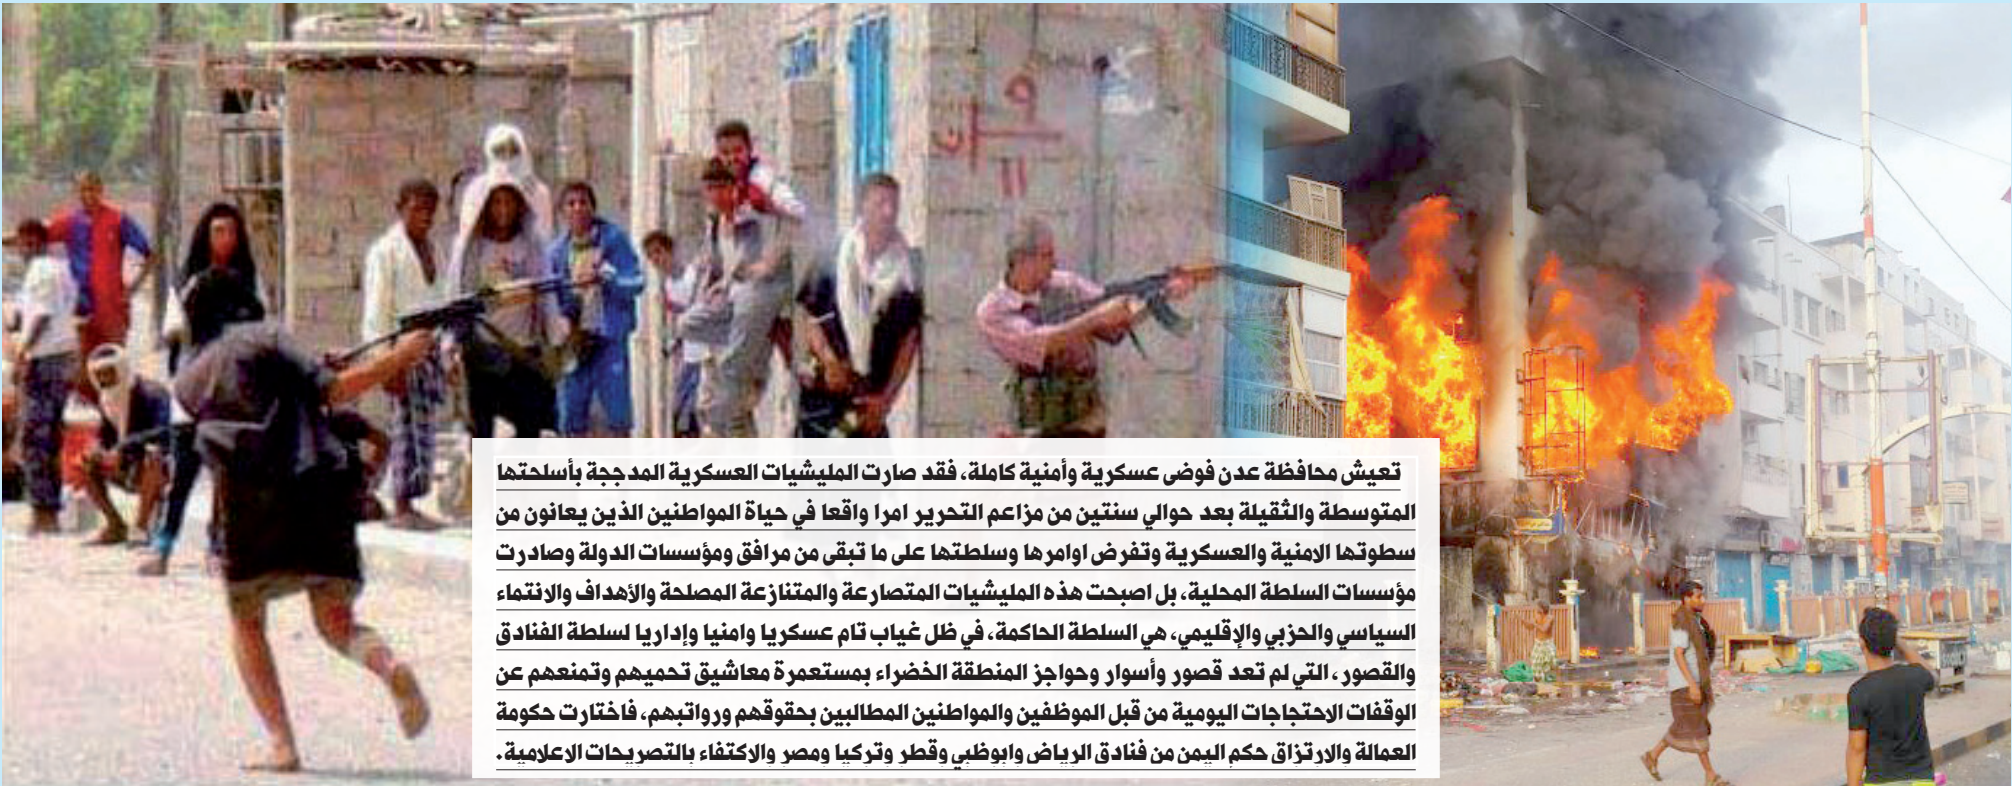 تعيش محافظة عدن فوضى عسكرية وأمنية كاملة، فقد صارت المليشيات العسكرية المدججة بأسلحتها
المتوسطة والثقيلة بعد حوالي سنتين من مزاعم التحرير امرا واقعا في حياة المواطنين الذين يعانون من
سطوتها الامنية والعسكرية وتفرض اوامرها وسلطتها على ما تبقى من مرافق ومؤسسات الدولة وصادرت
مؤسسات السلطة المحلية، بل اصبحت هذه المليشيات المتصارعة والمتنازعة المصلحة والأهداف والانتماء
السياسي والحزبي والإقليمي، هي السلطة الحاكمة، في ظل غياب تام عسكريا وامنيا وإداريا لسلطة الفنادق
والقصور ، التي لم تعد قصور وأسوار وحواجز المنطقة الخضراء بمستعمرة معاشيق تحميهم وتمنعهم عن
الوقفات الاحتجاجات اليومية من قبل الموظفين والمواطنين المطالبين بحقوقهم ورواتبهم، فاختارت حكومة
العمالة والارتزاق حكم اليمن من فنادق الرياض وابوظبي وقطر وتركيا ومصر والاكتفاء بالتصريحات الاعلامية.